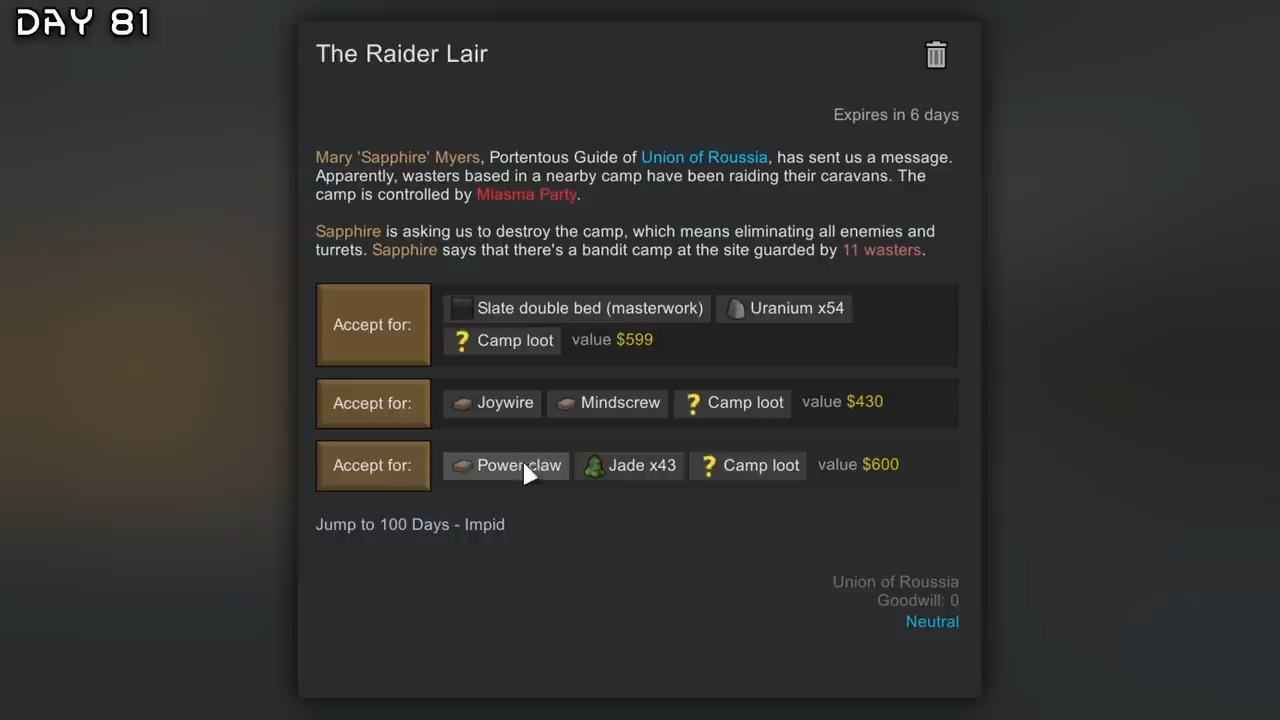 DAY 81
The Raider Lair
Expires in 6 days
Mary 'Sapphire' Myers, Portentous Guide of Union of Roussia, has sent us a message.
Apparently, wasters based in a nearby camp have been raiding their caravans. The
camp is controlled by Miasma Party.
Sapphire is asking us to destroy the camp, which means eliminating all enemies and
turrets. Sapphire says that there's a bandit camp at the site guarded by 11 wasters.
Accept for:
Slate double bed (masterwork)
Uranium x54
? Camp loot
value $599
Accept for:
Joywire
Mindscrew
? Camp loot
value $430
Accept for:
Power claw
Jade x43
? Camp loot
value $600
Jump to 100 Days - Impid
Union of Roussia
Goodwill: 0
Neutral